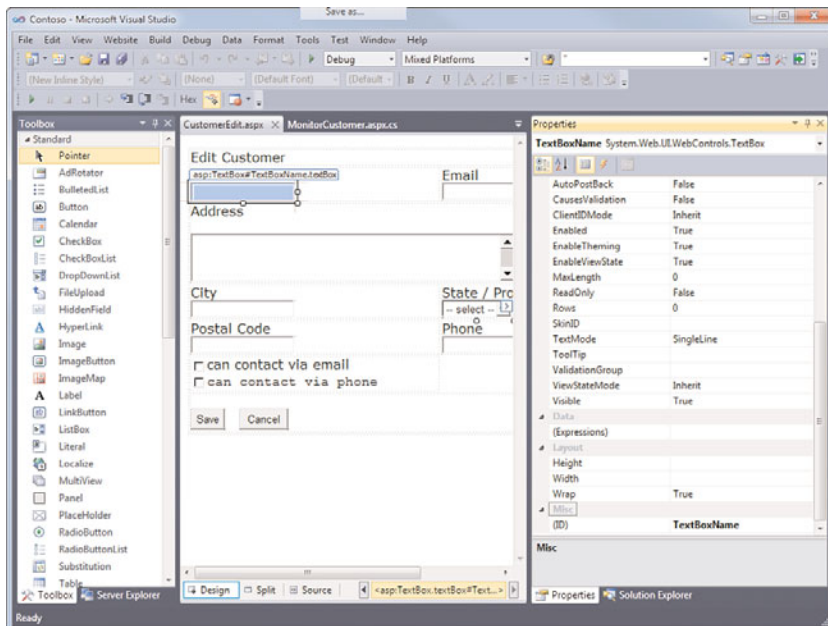 Save as...
Contoso - Microsoft Visual Studio
File Edit View Website Build Debug Data Format Tools Test Window Help
Debug Mixed Platforms
(New Inline Style) (None) (Default Font) (Default B I U
Hex
Toolbox
Standard
Pointer
AdRotator
BulletedList
Button
Calendar
CheckBox
CheckBoxList
DropDownList
FileUpload
HiddenField
HyperLink
Image
ImageButton
ImageMap
Label
LinkButton
ListBox
Literal
Localize
MultiView
Panel
PlaceHolder
RadioButton
RadioButtonList
Substitution
Table
Toolbox Server Explorer
CustomerEdit.aspx MonitorCustomer.aspx.cs
Edit Customer
asp:TextBox#TextBoxName.textBox
Email
Address
City State / Pro
-- select --
Postal Code Phone
can contact via email
can contact via phone
Save Cancel
Design Split Source <asp:TextBox.textBox#Text...>
Properties
TextBoxName System.Web.UI.WebControls.TextBox
AutoPostBack False
CausesValidation False
ClientIDMode Inherit
Enabled True
EnableTheming True
EnableViewState True
MaxLength 0
ReadOnly False
Rows 0
SkinID
TextMode SingleLine
ToolTip
ValidationGroup
ViewStateMode Inherit
Visible True
Data
(Expressions)
Layout
Height
Width
Wrap True
Misc
(ID) TextBoxName
Misc
Properties Solution Explorer
Ready